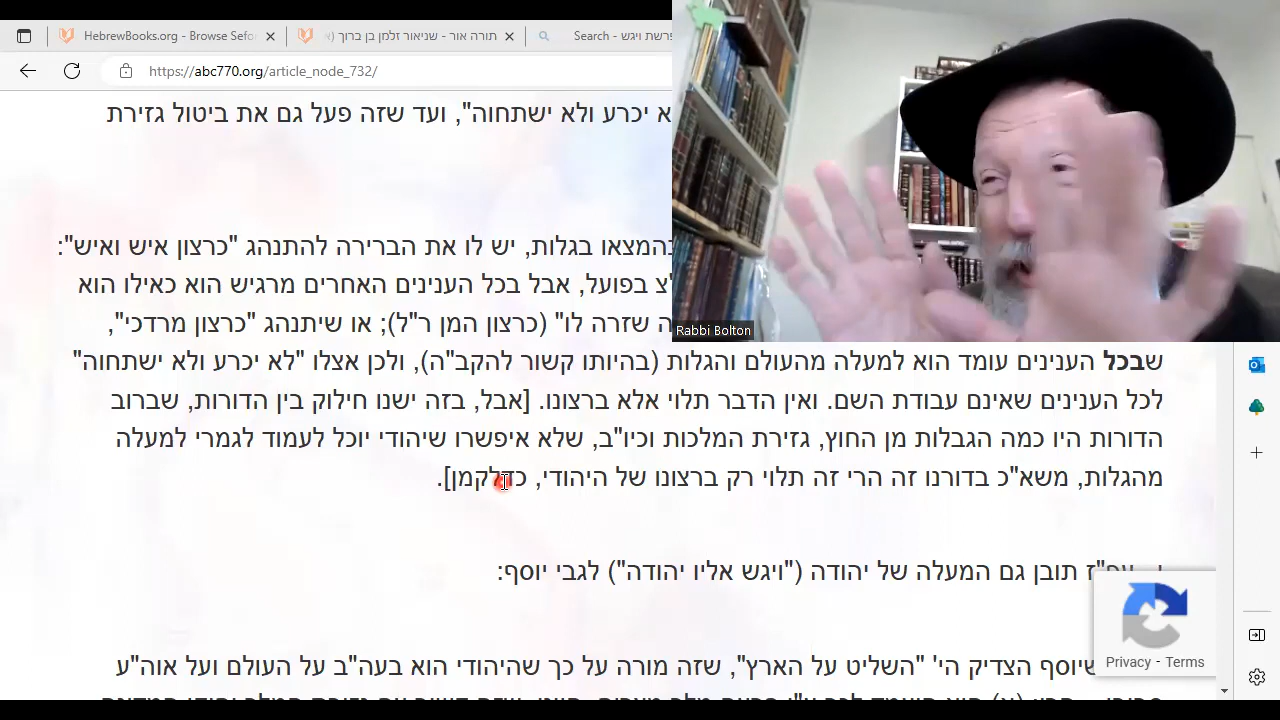 HebrewBooks.org - Browse Sefo
תורה אור - שניאור זלמן בן ברוך (א
Search - פרשת ויגש
https://abc770.org/article_node_732/
א יכרע ולא ישתחוה", ועד שזה פעל גם את ביטול גזירת
Rabbi Bolton
בהמצאו בגלות, יש לו את הברירה להתנהג "כרצון איש ואיש":
בפועל, אבל בכל הענינים האחרים מרגיש הוא כאילו הוא
ה שזרה לו" (כרצון המן ר"ל); או שיתנהג "כרצון מרדכי",
שבכל הענינים עומד הוא למעלה מהעולם והגלות (בהיותו קשור להקב"ה), ולכן אצלו "לא יכרע ולא ישתחוה"
לכל הענינים שאינם עבודת השם. ואין הדבר תלוי אלא ברצונו. [אבל, בזה ישנו חילוק בין הדורות, שברוב
הדורות היו כמה הגבלות מן החוץ, גזירת המלכות וכיו"ב, שלא איפשרו שיהודי יוכל לעמוד לגמרי למעלה
מהגלות, משא"כ בדורנו זה הרי זה תלוי רק ברצונו של היהודי, כדלקמן].
תובן גם המעלה של יהודה ("ויגש אליו יהודה") לגבי יוסף:
שיוסף הצדיק הי' "השליט על הארץ", שזה מורה על כך שהיהודי הוא בעה"ב על העולם ועל אוה"ע
Privacy - Terms